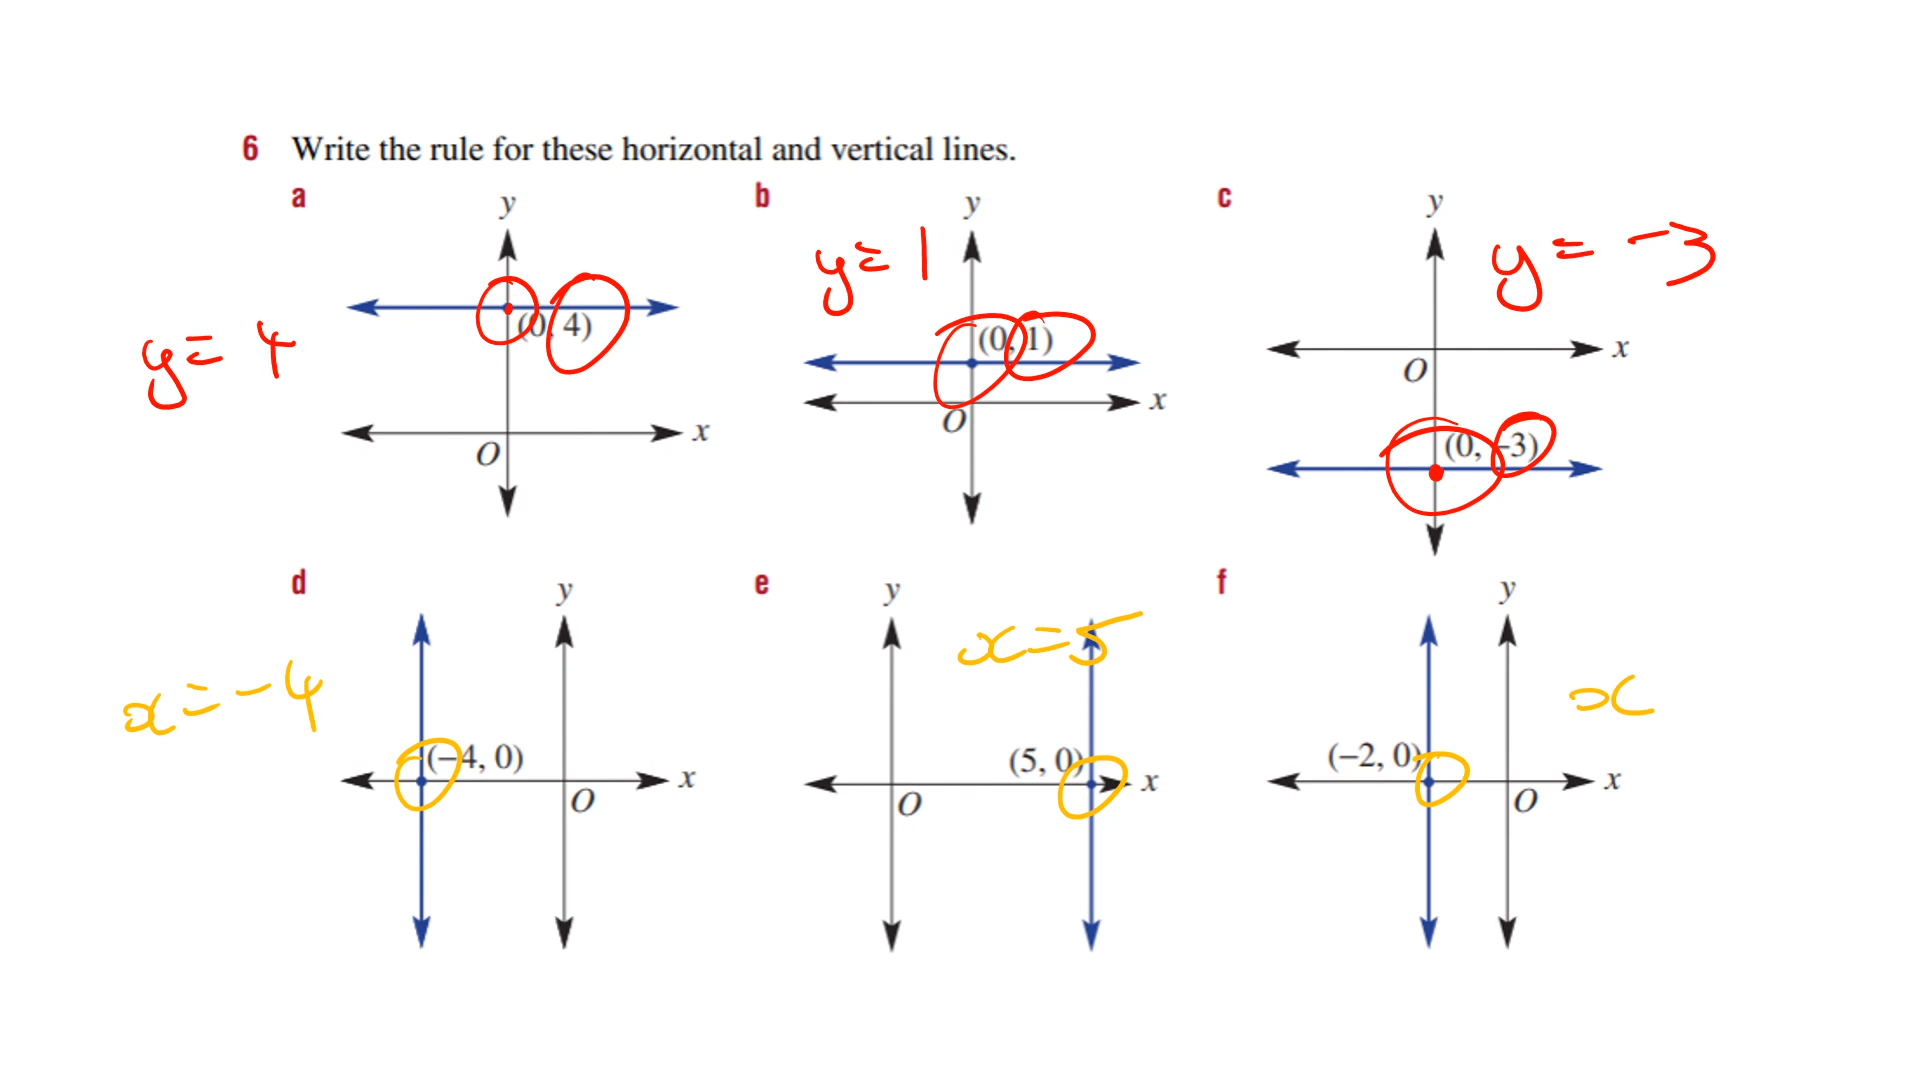 6 Write the rule for these horizontal and vertical lines.
a
y
y = 4
(0, 4)
x
O
b
y
y = 1
(0, 1)
x
O
c
y
y = -3
x
O
(0, −3)
d
y
x = -4
(−4, 0)
x
O
e
y
x = 5
(5, 0)
x
O
f
y
x
(−2, 0)
x
O